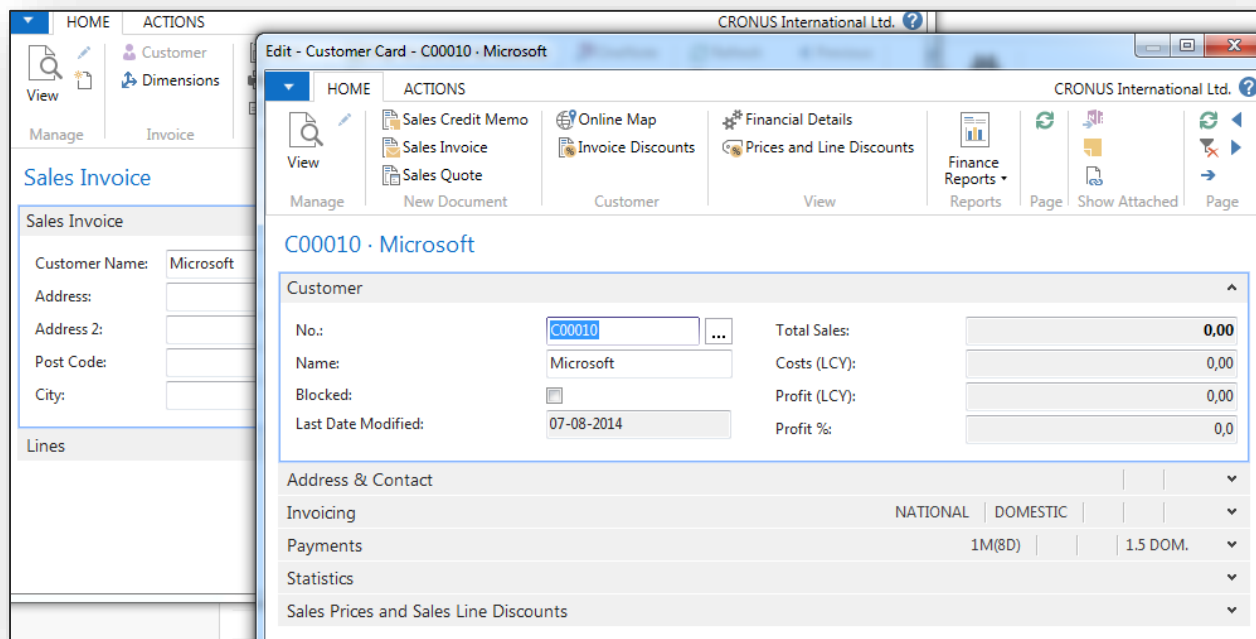 HOME ACTIONS CRONUS International Ltd. ?
View
Customer
Dimensions
Manage Invoice
Sales Invoice
Sales Invoice
Customer Name: Microsoft
Address:
Address 2:
Post Code:
City:
Lines
Edit - Customer Card - C00010 · Microsoft
HOME ACTIONS CRONUS International Ltd. ?
View
Sales Credit Memo
Sales Invoice
Sales Quote
Online Map
Invoice Discounts
Financial Details
Prices and Line Discounts
Finance
Reports
Manage New Document Customer View Reports Page Show Attached Page
C00010 · Microsoft
Customer
No.: C00010 ... Total Sales: 0,00
Name: Microsoft Costs (LCY): 0,00
Blocked: Profit (LCY): 0,00
Last Date Modified: 07-08-2014 Profit %: 0,0
Address & Contact
Invoicing NATIONAL DOMESTIC
Payments 1M(8D) 1.5 DOM.
Statistics
Sales Prices and Sales Line Discounts